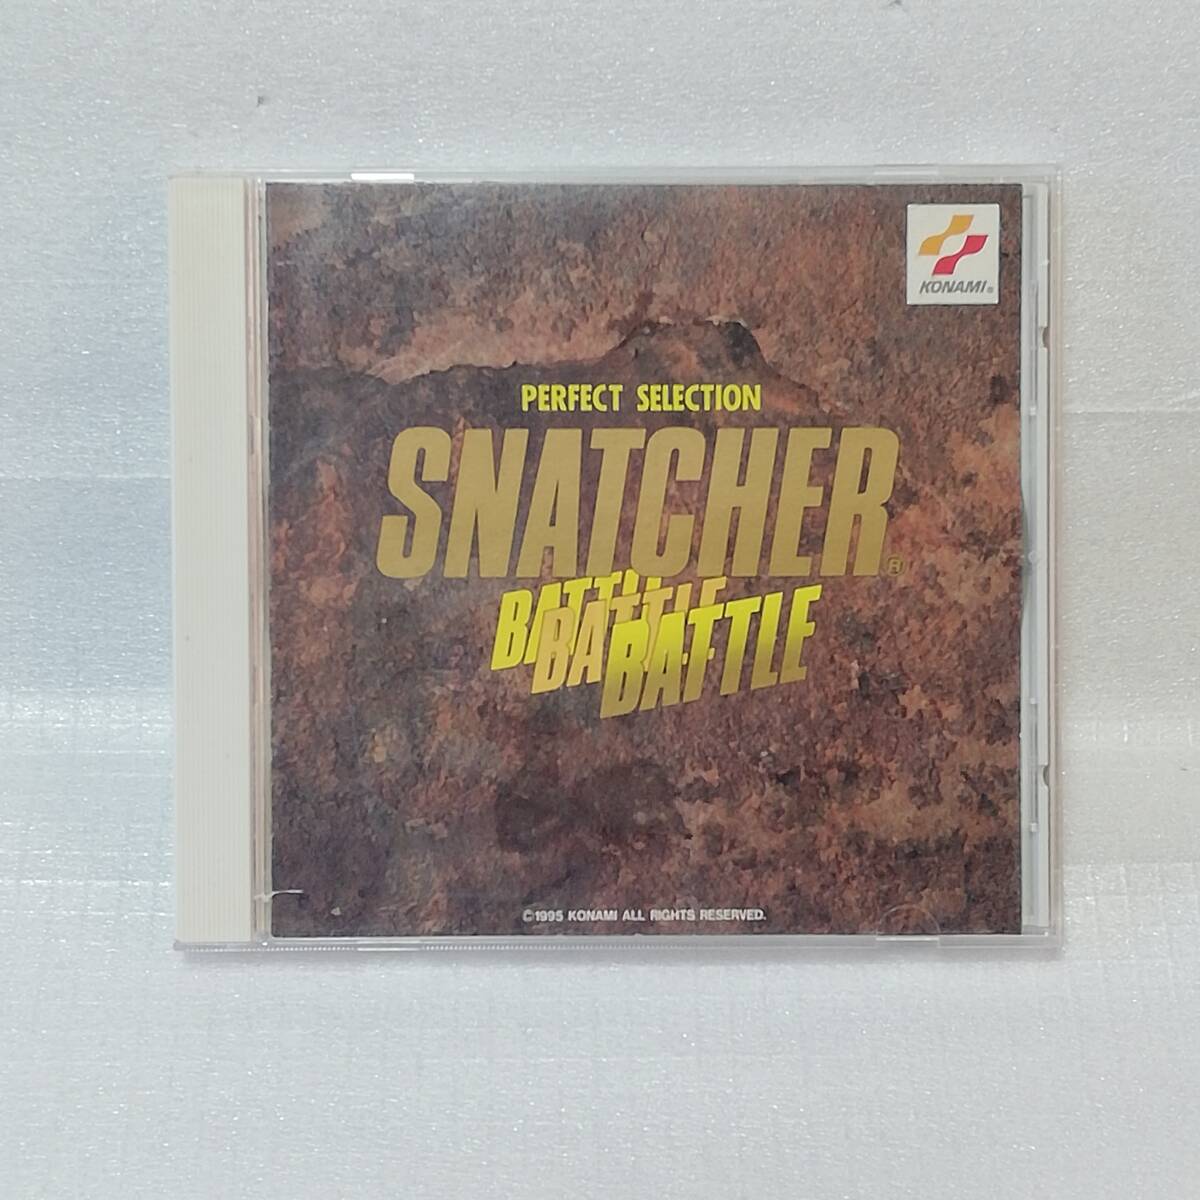 KONAMI®
PERFECT SELECTION
SNATCHER®
BATTLE
BATTLE
BATTLE
©1995 KONAMI ALL RIGHTS RESERVED.